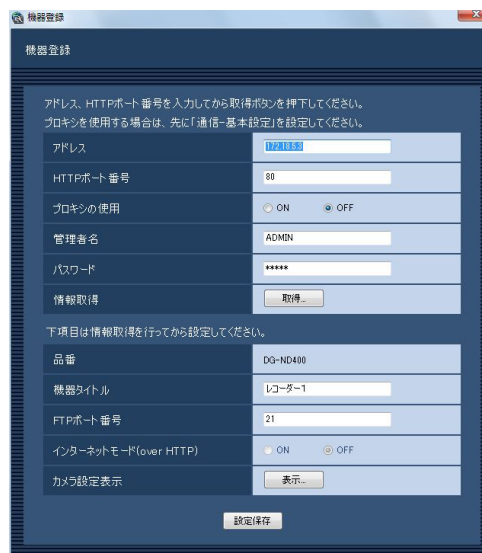 機器登録
機器登録
アドレス、HTTPポート番号を入力してから取得ボタンを押下してください。
プロキシを使用する場合は、先に「通信-基本設定」を設定してください。
アドレス 172.18.5.8
HTTPポート番号 80
プロキシの使用 ON OFF
管理者名 ADMIN
パスワード *****
情報取得 取得...
下項目は情報取得を行ってから設定してください。
品番 DG-ND400
機器タイトル レコーダー1
FTPポート番号 21
インターネットモード(over HTTP) ON OFF
カメラ設定表示 表示...
設定保存